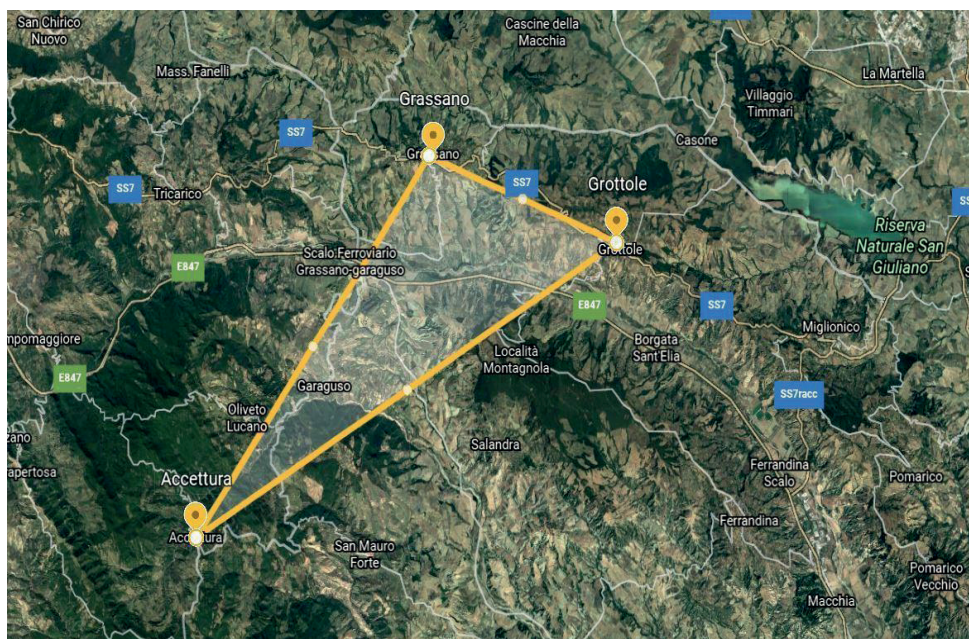 San Chirico
Nuovo
Cascine della
Macchia
Mass. Fanelli
La Martella
Villaggio
Timmari
Grassano
SS7
Grassano
Casone
SS7
Tricarico
SS7
Grottole
Riserva
Naturale San
Giuliano
Scalo Ferroviario
Grassano-garaguso
Grottole
E847
E847
SS7
Miglionico
mpomaggiore
Borgata
Sant'Elia
Località
Montagnola
E847
Garaguso
SS7racc
Oliveto
Lucano
zano
Salandra
apertosa
Accettura
Ferrandina
Scalo
Pomarico
Ferrandina
San Mauro
Forte
Pomarico
Vecchio
Macchia